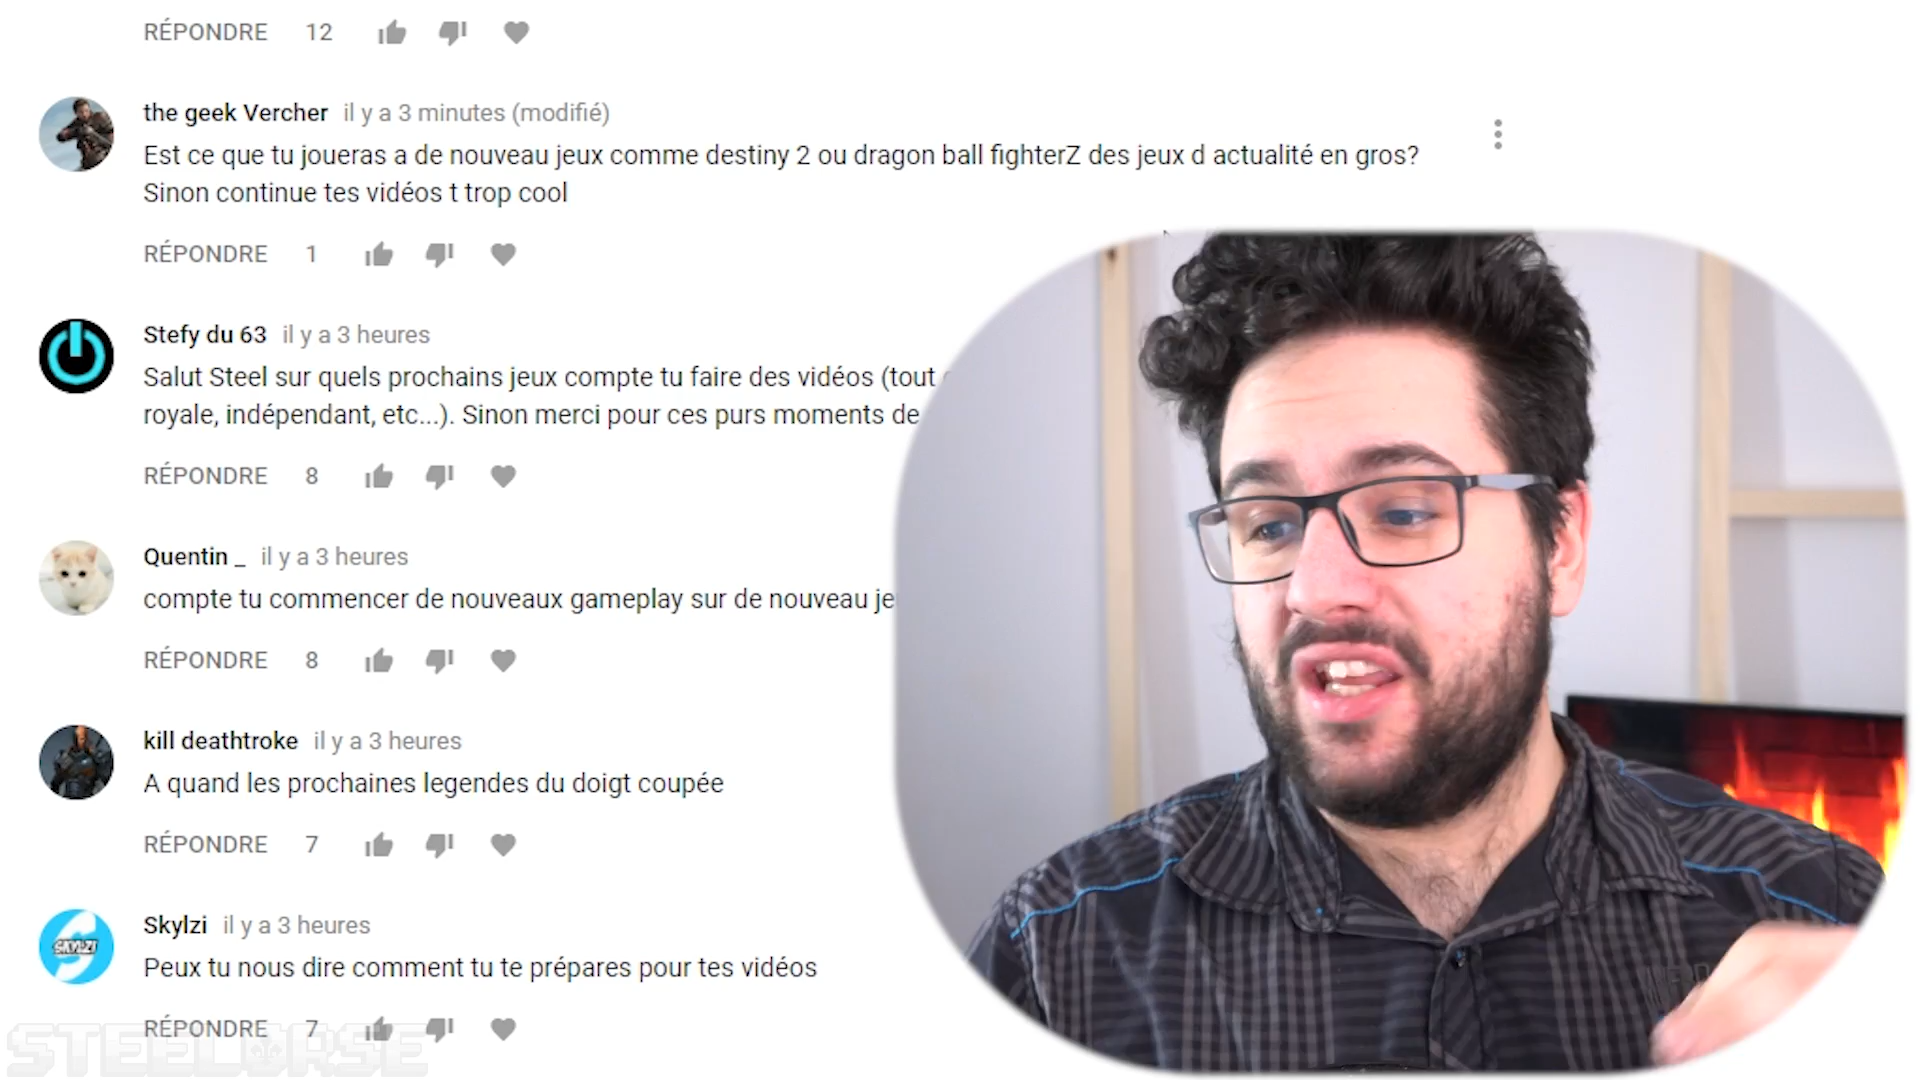 RÉPONDRE 12
the geek Vercher il y a 3 minutes (modifié)
Est ce que tu joueras a de nouveau jeux comme destiny 2 ou dragon ball fighterZ des jeux d actualité en gros?
Sinon continue tes vidéos t trop cool
RÉPONDRE 1
Stefy du 63 il y a 3 heures
Salut Steel sur quels prochains jeux compte tu faire des vidéos (tout
royale, indépendant, etc...). Sinon merci pour ces purs moments de
RÉPONDRE 8
Quentin _ il y a 3 heures
compte tu commencer de nouveaux gameplay sur de nouveau
RÉPONDRE 8
kill deathtroke il y a 3 heures
A quand les prochaines legendes du doigt coupée
RÉPONDRE 7
SKYLZI
Skylzi il y a 3 heures
Peux tu nous dire comment tu te prépares pour tes vidéos
RÉPONDRE 7
STEELORSE